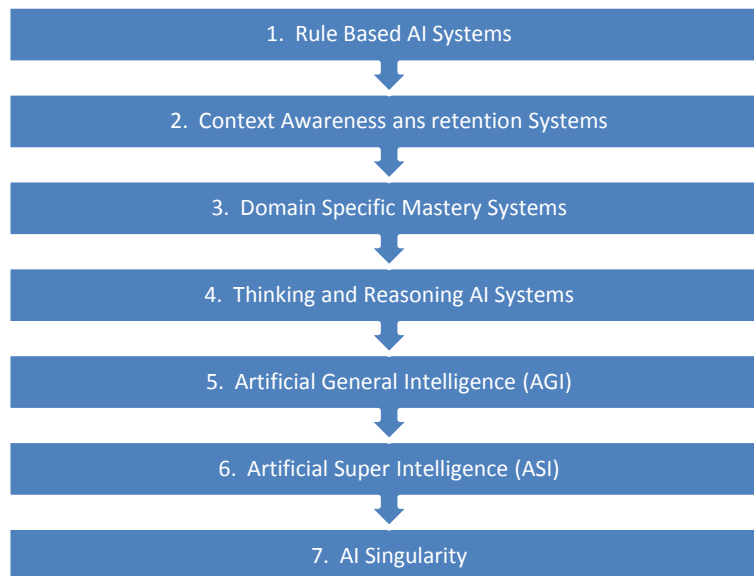 1. Rule Based AI Systems
2. Context Awareness ans retention Systems
3. Domain Specific Mastery Systems
4. Thinking and Reasoning AI Systems
5. Artificial General Intelligence (AGI)
6. Artificial Super Intelligence (ASI)
7. AI Singularity